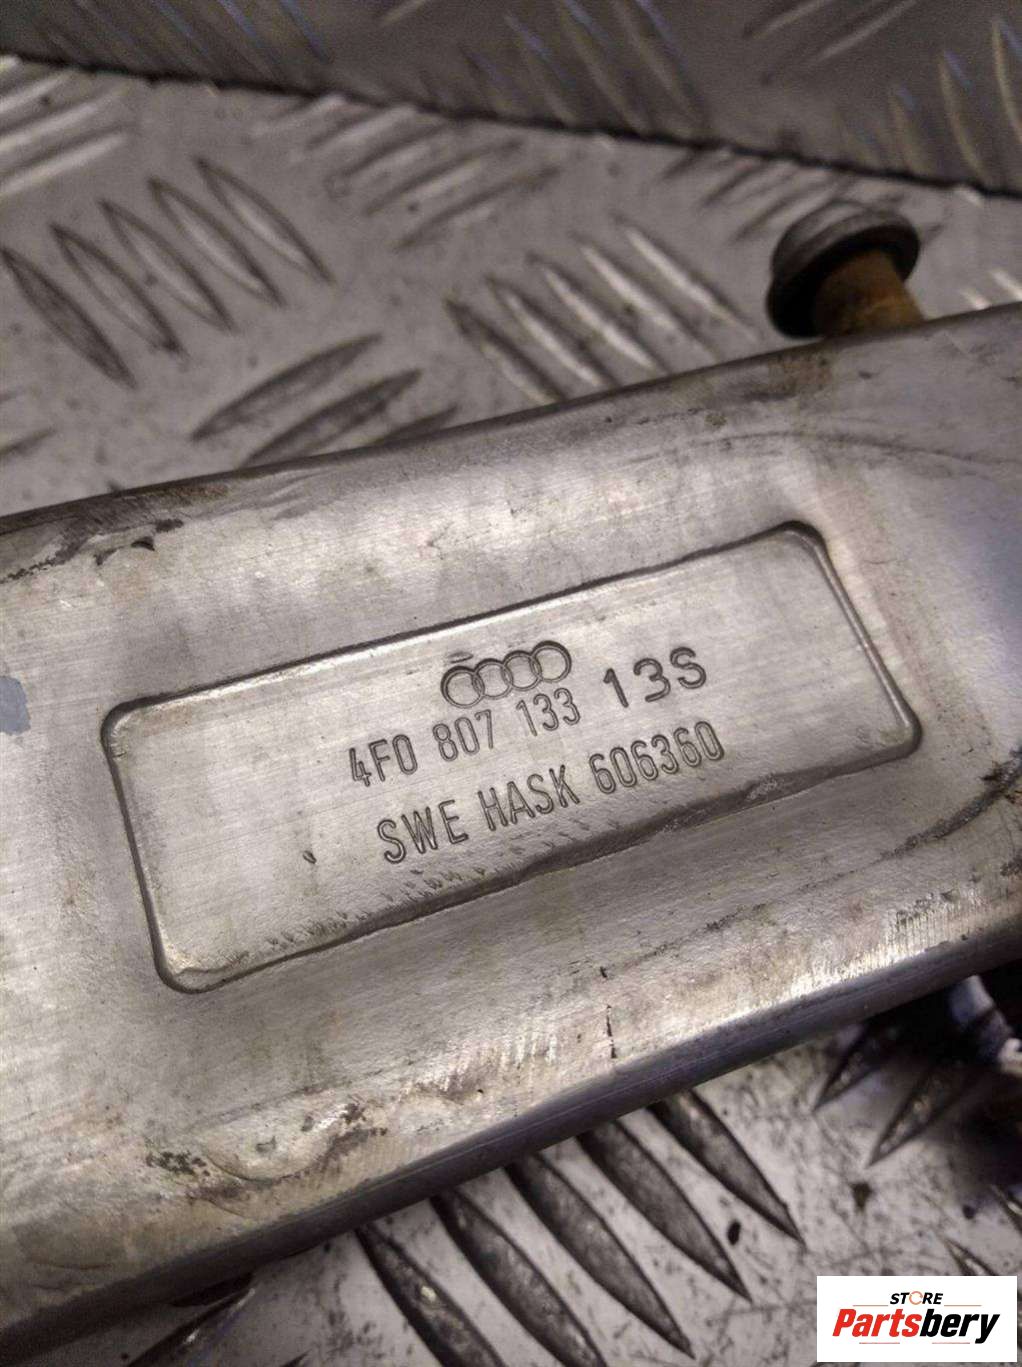 4F0 807 133 13S
SWE HASK 606360
STORE
Partsbery